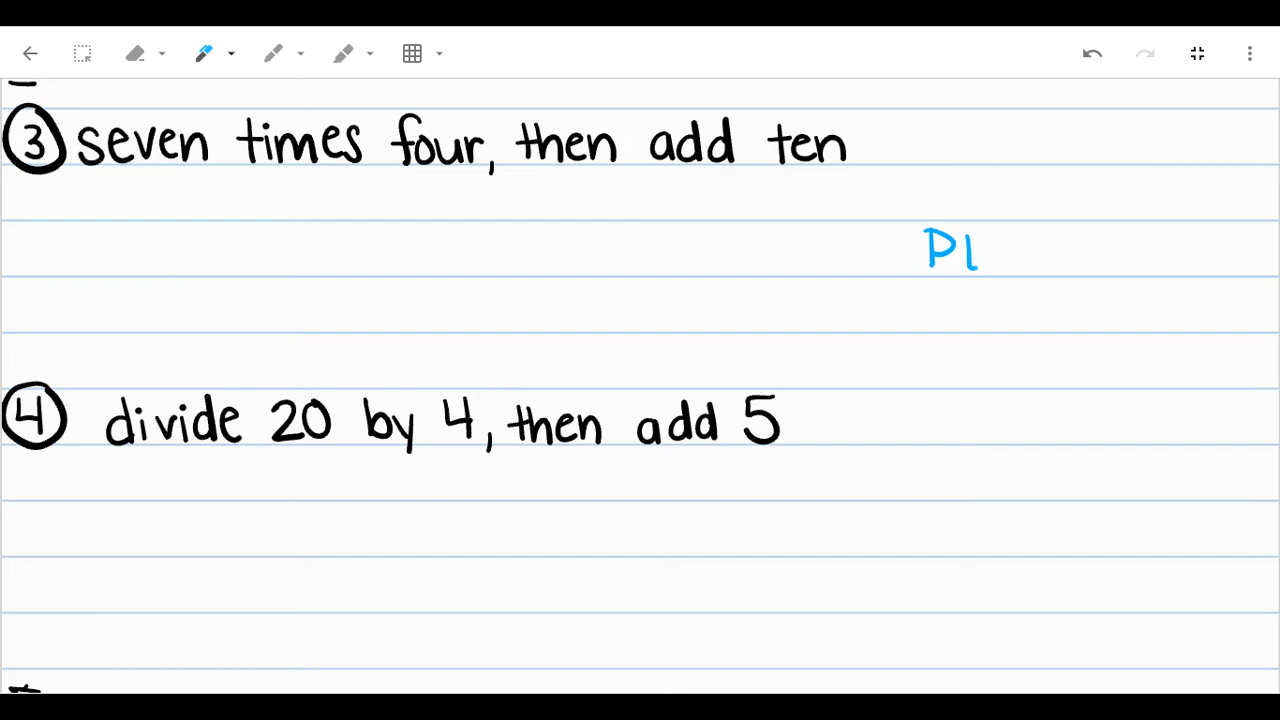 3 seven times four, then add ten
Pl
4 divide 20 by 4, then add 5